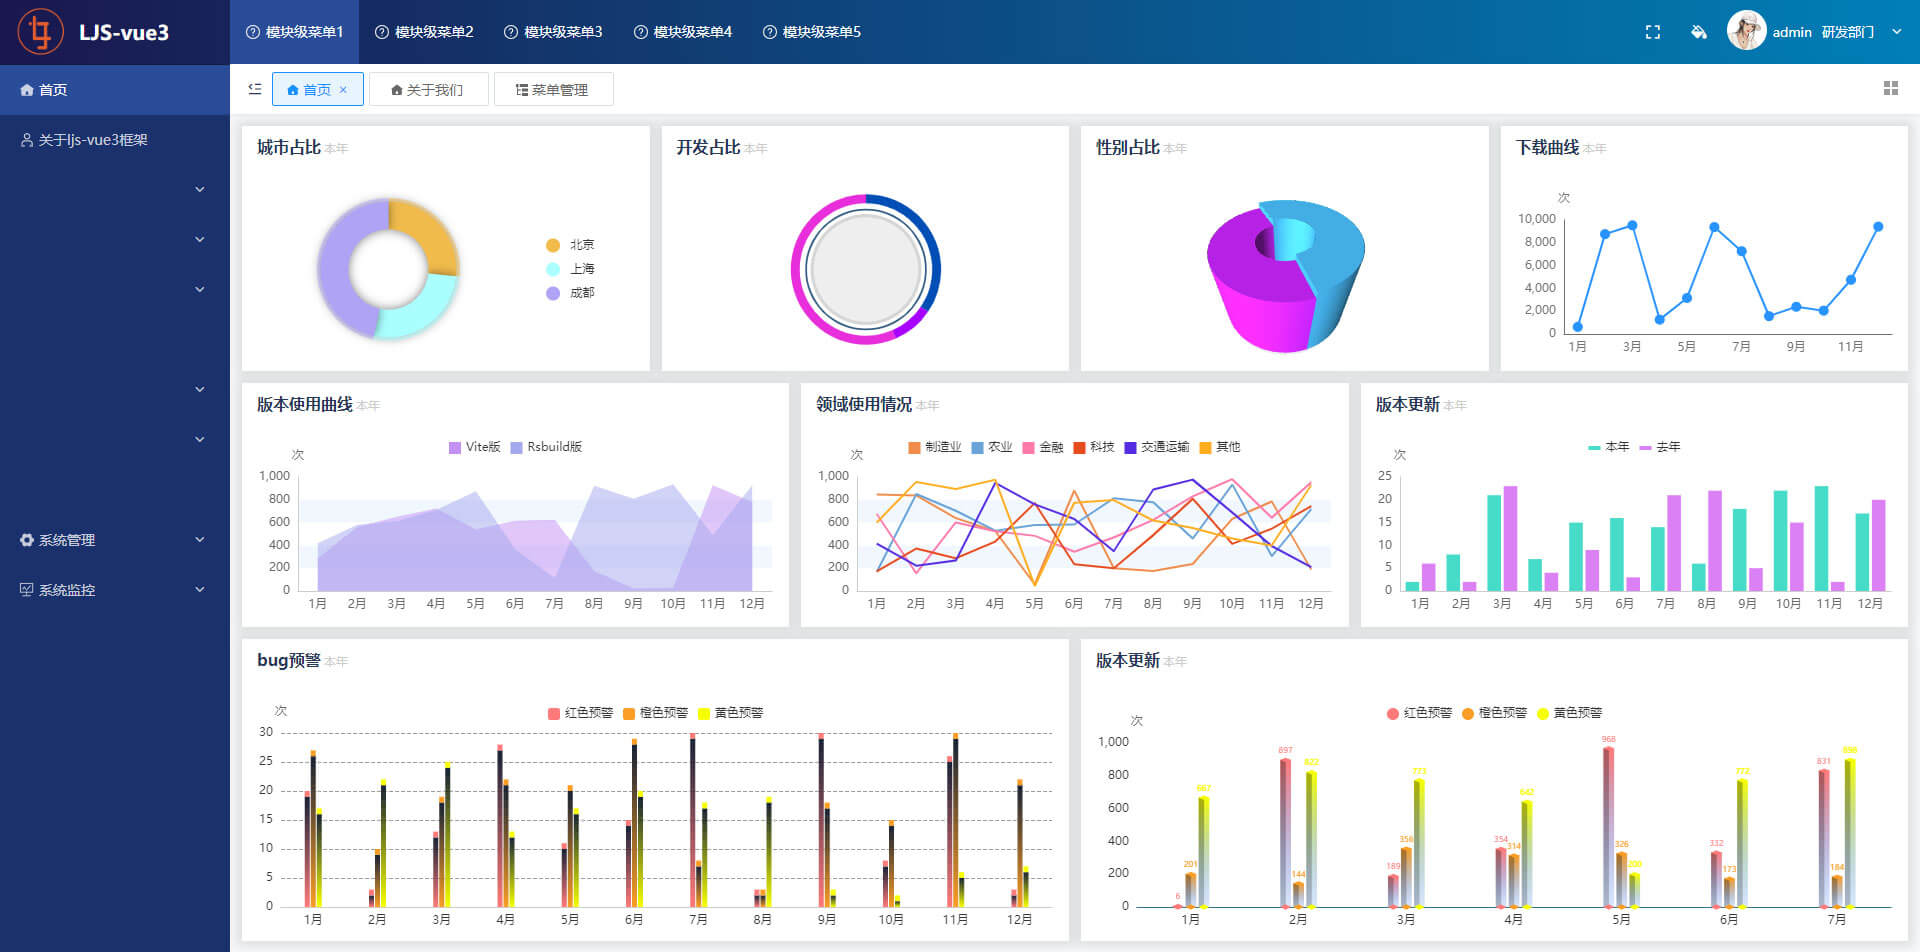 LJS-vue3
模块级菜单1 模块级菜单2 模块级菜单3 模块级菜单4 模块级菜单5
admin 研发部门
首页
关于ljs-vue3框架
系统管理
系统监控
首页 × 关于我们 菜单管理
城市占比 本年
北京
上海
成都
开发占比 本年
性别占比 本年
下载曲线 本年
次
10,000
8,000
6,000
4,000
2,000
0
1月 3月 5月 7月 9月 11月
版本使用曲线 本年
Vite版 Rsbuild版
次
1,000
800
600
400
200
0
1月 2月 3月 4月 5月 6月 7月 8月 9月 10月 11月 12月
领域使用情况 本年
制造业 农业 金融 科技 交通运输 其他
次
1,000
800
600
400
200
0
1月 2月 3月 4月 5月 6月 7月 8月 9月 10月 11月 12月
版本更新 本年
本年 去年
次
25
20
15
10
5
0
1月 2月 3月 4月 5月 6月 7月 8月 9月 10月 11月 12月
bug预警 本年
红色预警 橙色预警 黄色预警
次
30
25
20
15
10
5
0
1月 2月 3月 4月 5月 6月 7月 8月 9月 10月 11月 12月
版本更新 本年
红色预警 橙色预警 黄色预警
次
1,000
800
600
400
200
0
6 201 667
897 144 822
189 356 773
354 314 642
968 326
332 173 772
831 184
1月 2月 3月 4月 5月 6月 7月